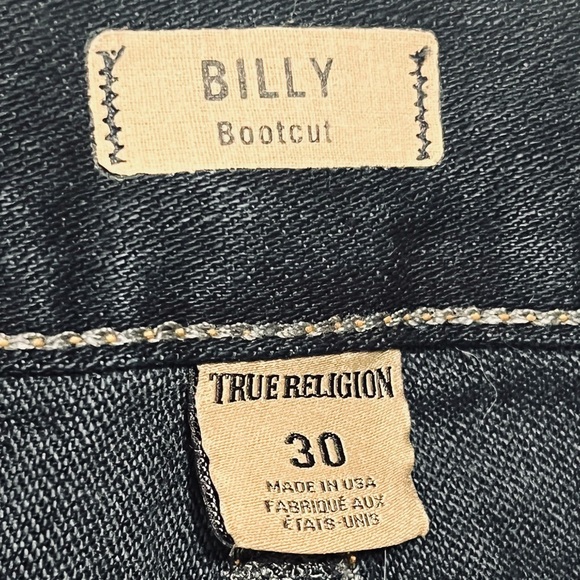 BILLY
Bootcut
TRUE RELIGION
30
MADE IN USA
FABRIQUÉ AUX
ÉTATS-UNIS